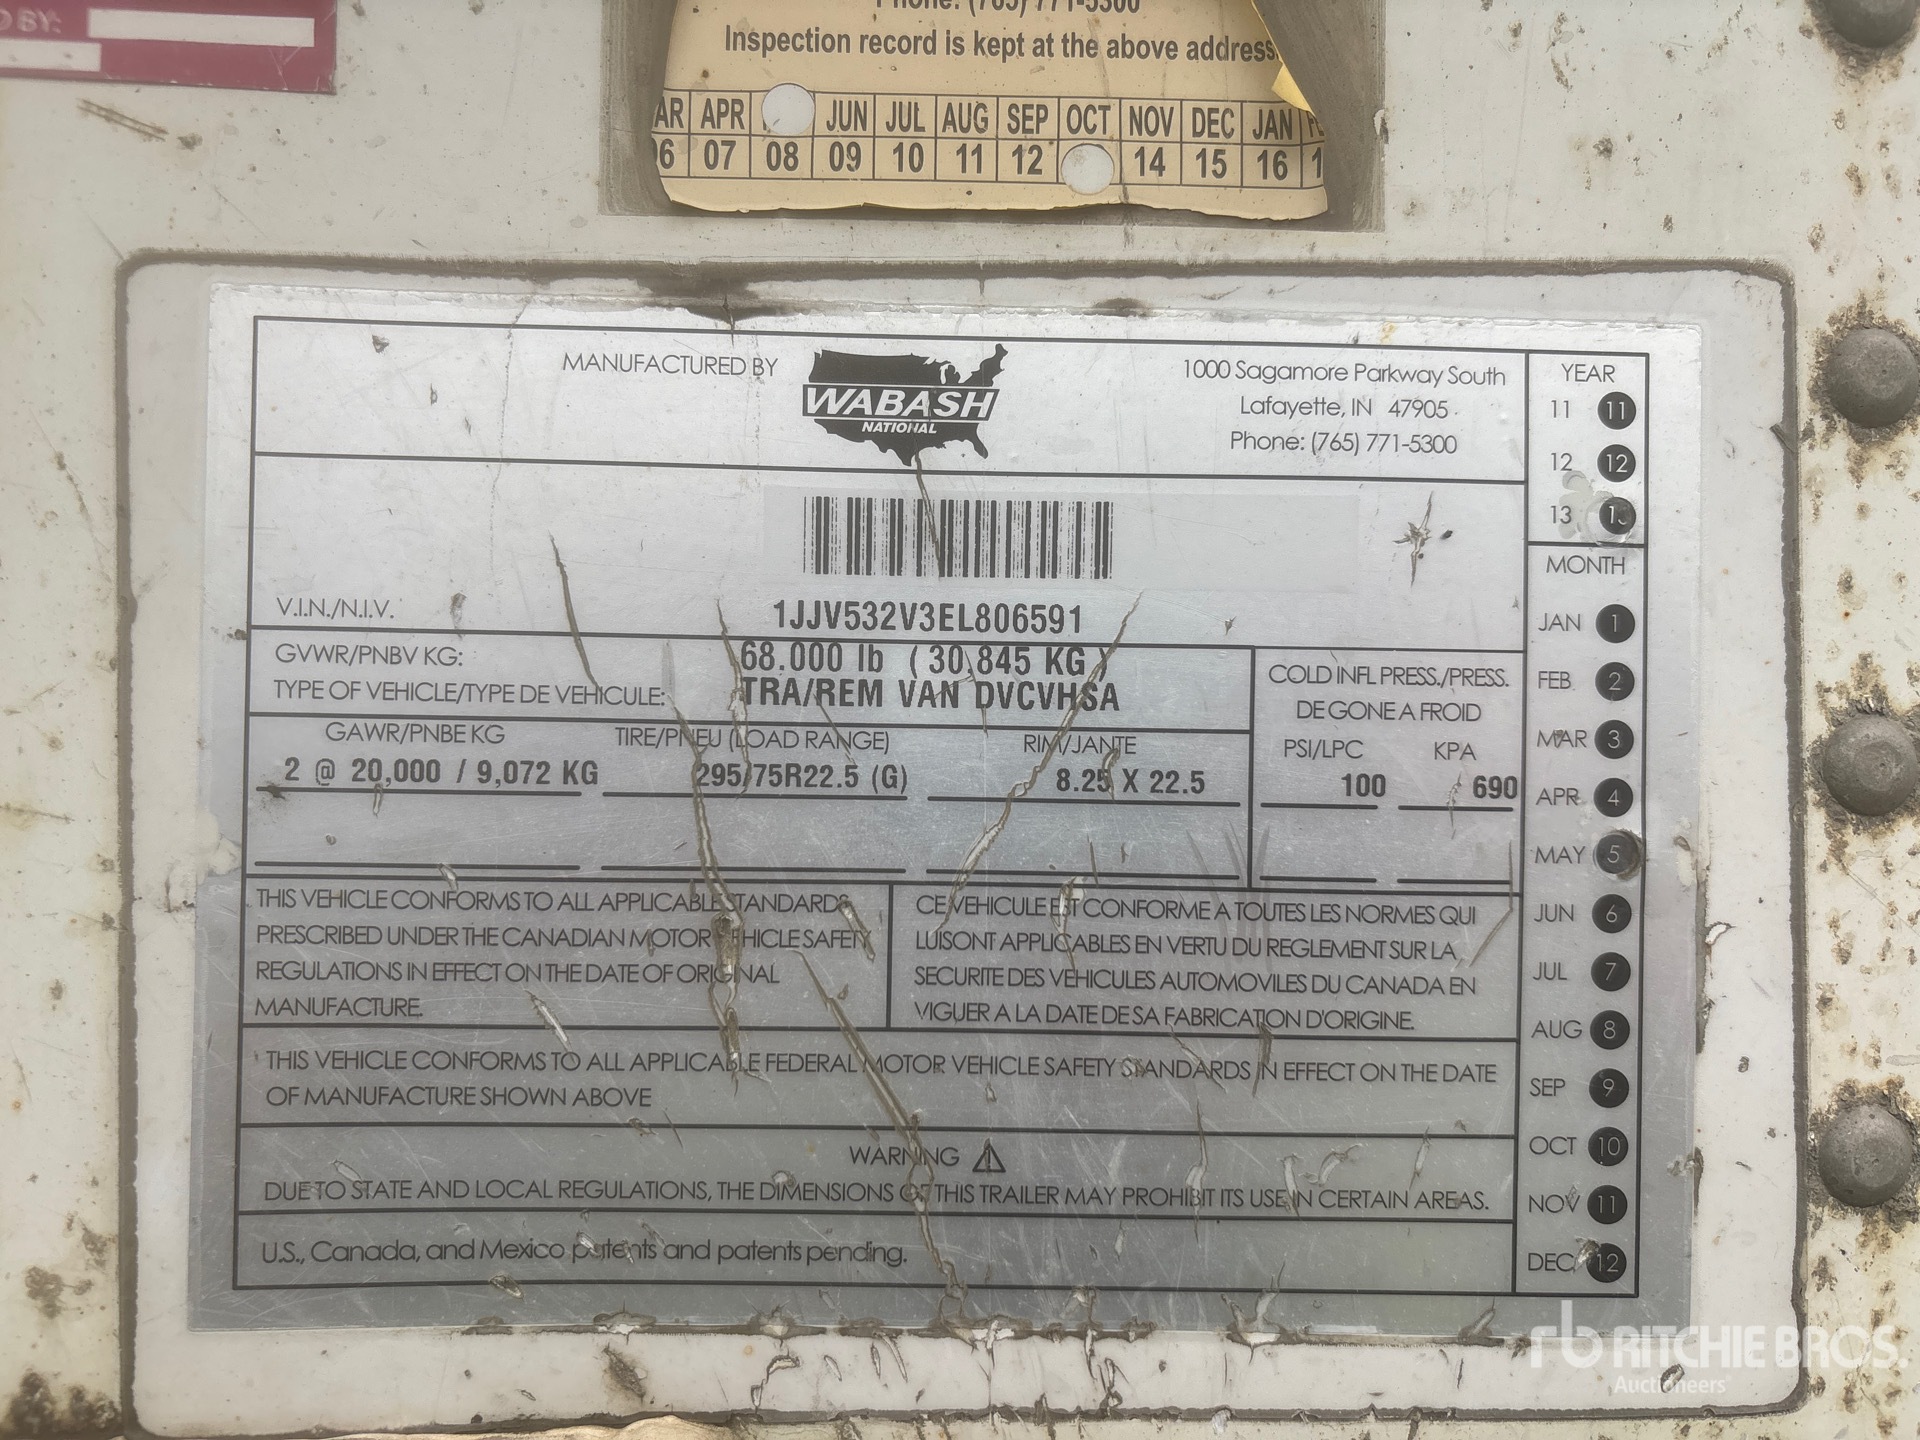 D BY:
Phone: (765) 771-5300
Inspection record is kept at the above address.
AR APR JUN JUL AUG SEP OCT NOV DEC JAN
06 07 08 09 10 11 12 14 15 16 1
MANUFACTURED BY
WABASH
NATIONAL
1000 Sagamore Parkway South
Lafayette, IN 47905
Phone: (765) 771-5300
V.I.N./N.I.V.
1JJV532V3EL806591
GVWR/PNBV KG:
68,000 lb (30,845 KG)
TYPE OF VEHICLE/TYPE DE VEHICULE:
TRA/REM VAN DVCVHSA
GAWR/PNBE KG
2 @ 20,000 / 9,072 KG
TIRE/PNEU (LOAD RANGE)
295/75R22.5 (G)
RIM/JANTE
8.25 X 22.5
COLD INFL PRESS./PRESS.
DE GONE A FROID
PSI/LPC KPA
100 690
THIS VEHICLE CONFORMS TO ALL APPLICABLE STANDARDS
PRESCRIBED UNDER THE CANADIAN MOTOR VEHICLE SAFETY
REGULATIONS IN EFFECT ON THE DATE OF ORIGINAL
MANUFACTURE.
CE VEHICULE EST CONFORME A TOUTES LES NORMES QUI
LUI SONT APPLICABLES EN VERTU DU REGLEMENT SUR LA
SECURITE DES VEHICULES AUTOMOVILES DU CANADA EN
VIGUER A LA DATE DE SA FABRICATION D'ORIGINE.
THIS VEHICLE CONFORMS TO ALL APPLICABLE FEDERAL MOTOR VEHICLE SAFETY STANDARDS IN EFFECT ON THE DATE
OF MANUFACTURE SHOWN ABOVE
WARNING
DUE TO STATE AND LOCAL REGULATIONS, THE DIMENSIONS OF THIS TRAILER MAY PROHIBIT ITS USE IN CERTAIN AREAS.
U.S., Canada, and Mexico patents and patents pending.
YEAR
11 11
12 12
13 13
MONTH
JAN 1
FEB 2
MAR 3
APR 4
MAY 5
JUN 6
JUL 7
AUG 8
SEP 9
OCT 10
NOV 11
DEC 12
rb RITCHIE BROS.
Auctioneers